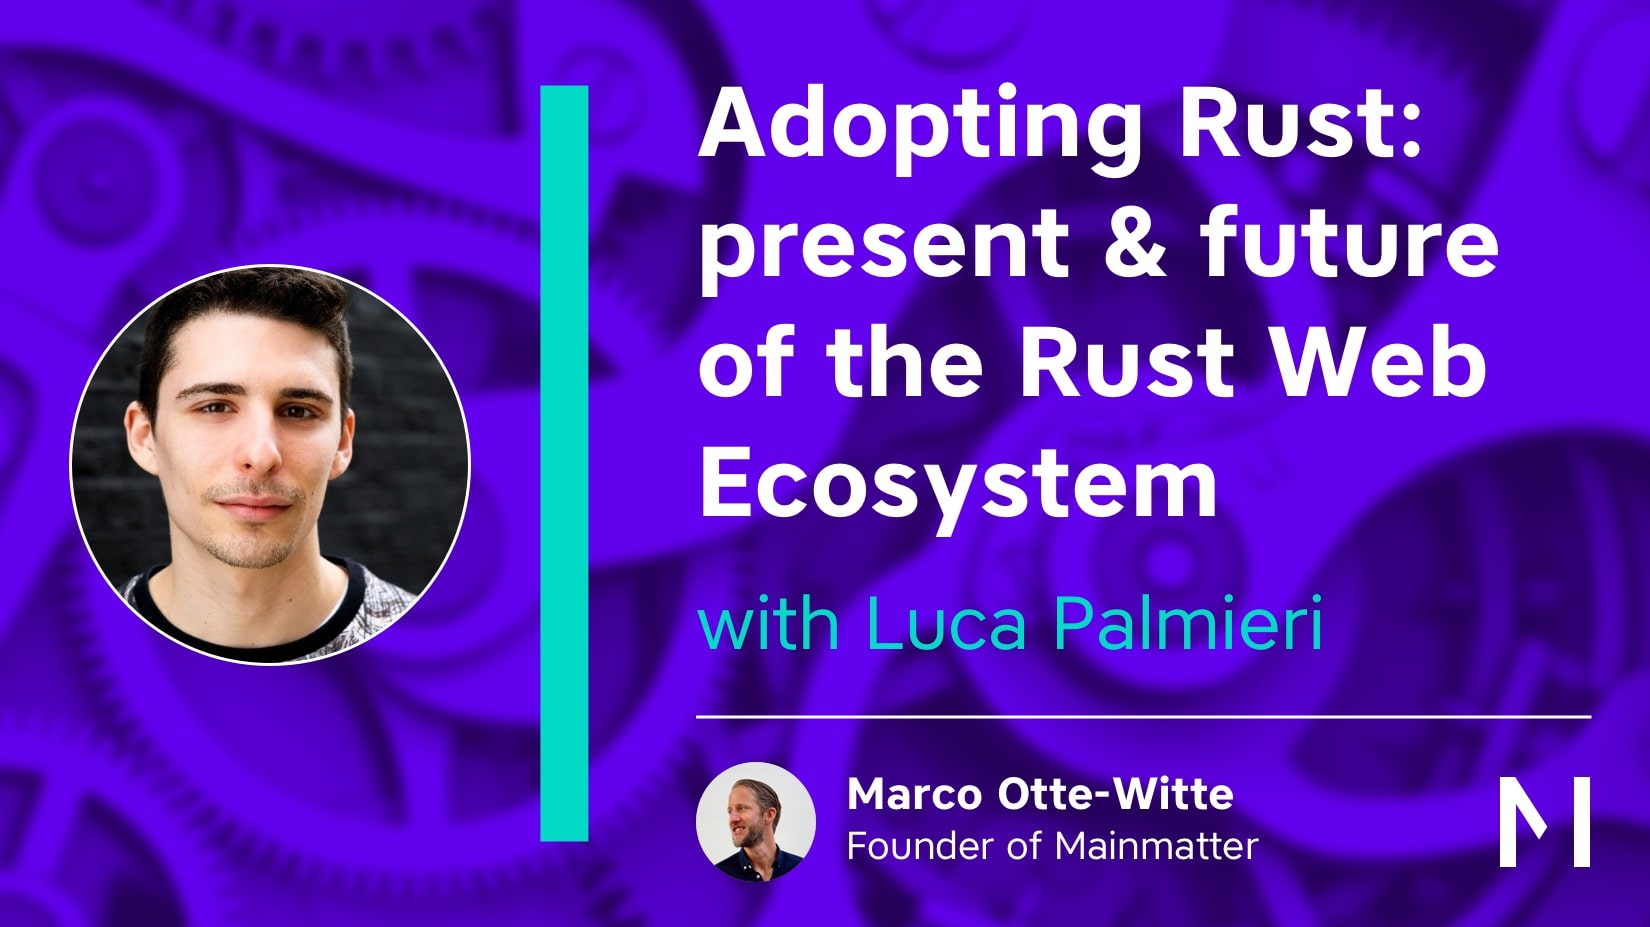 Adopting Rust:
present & future
of the Rust Web
Ecosystem
with Luca Palmieri
Marco Otte-Witte
Founder of Mainmatter